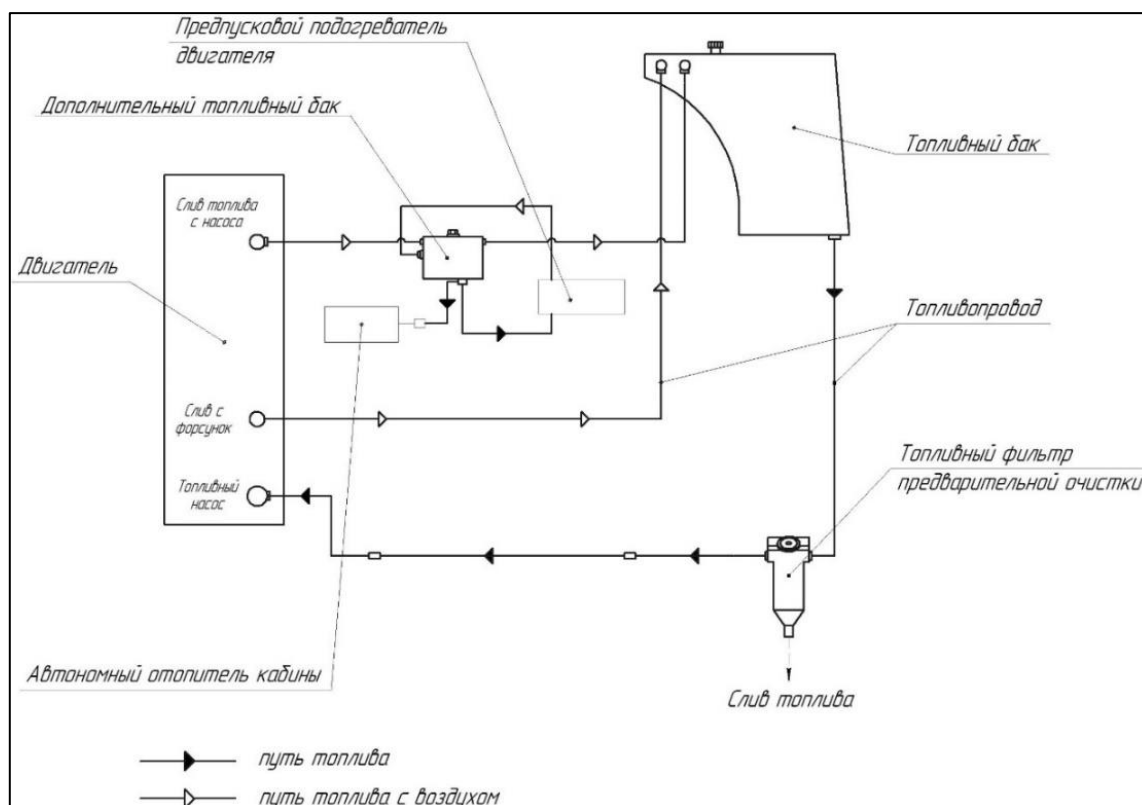 Предпусковой подогреватель
двигателя
Дополнительный топливный бак
Топливный бак
Слив топлива
с насоса
Двигатель
Топливопровод
Слив с
форсунок
Топливный фильтр
предварительной очистки
Топливный
насос
Автономный отопитель кабины
Слив топлива
путь топлива
путь топлива с воздихом